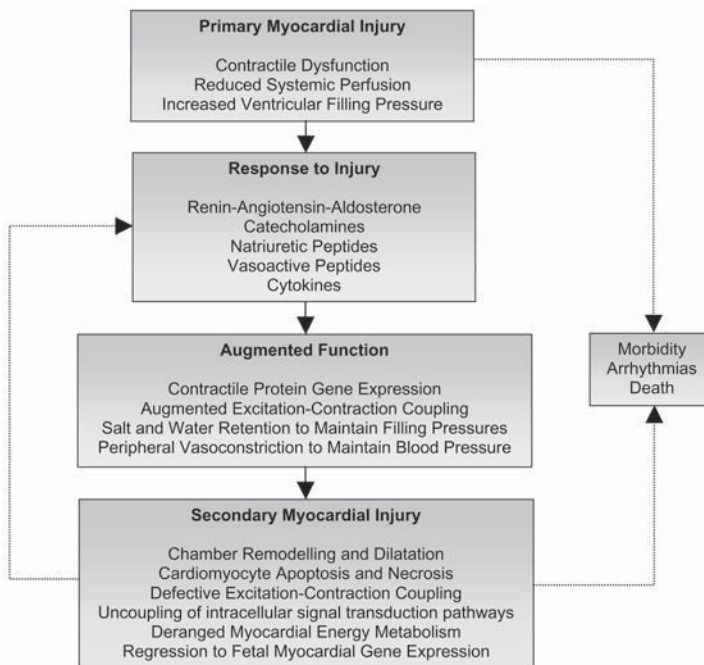 Primary Myocardial Injury
Contractile Dysfunction
Reduced Systemic Perfusion
Increased Ventricular Filling Pressure
Response to Injury
Renin-Angiotensin-Aldosterone
Catecholamines
Natriuretic Peptides
Vasoactive Peptides
Cytokines
Augmented Function
Contractile Protein Gene Expression
Augmented Excitation-Contraction Coupling
Salt and Water Retention to Maintain Filling Pressures
Peripheral Vasoconstriction to Maintain Blood Pressure
Secondary Myocardial Injury
Chamber Remodelling and Dilatation
Cardiomyocyte Apoptosis and Necrosis
Defective Excitation-Contraction Coupling
Uncoupling of intracellular signal transduction pathways
Deranged Myocardial Energy Metabolism
Regression to Fetal Myocardial Gene Expression
Morbidity
Arrhythmias
Death